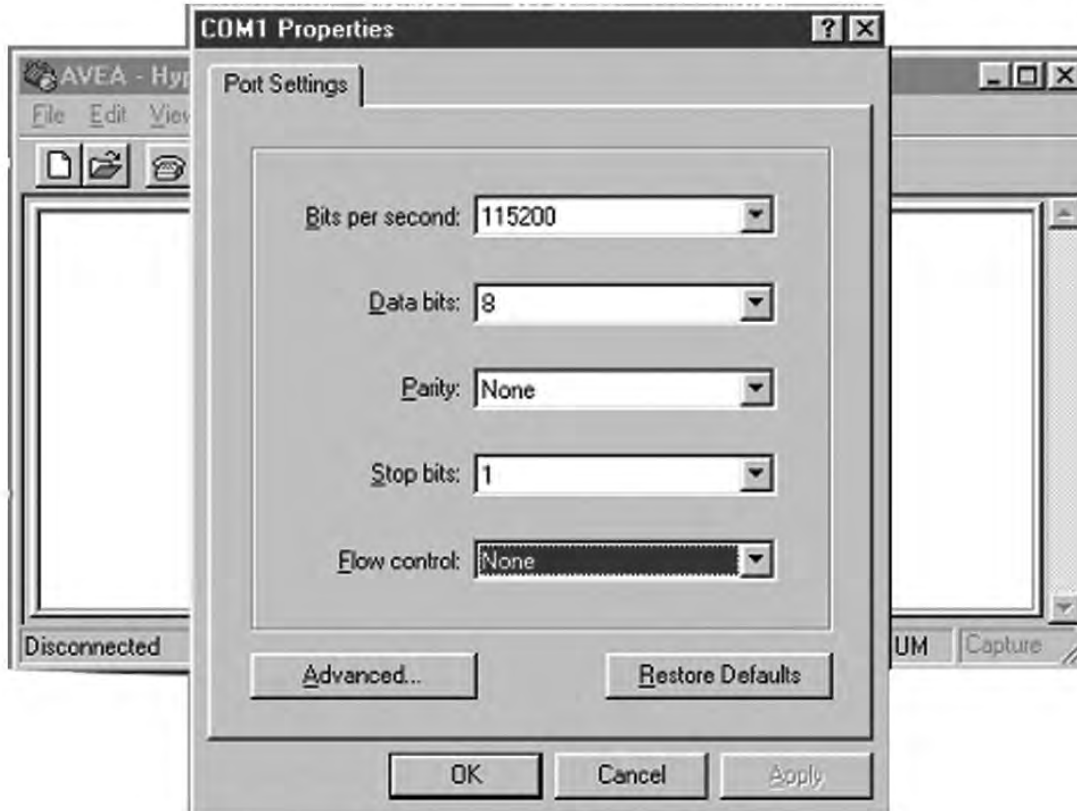 COM1 Properties
AVEA - Hyp
File Edit View
Port Settings
Bits per second: 115200
Data bits: 8
Parity: None
Stop bits: 1
Flow control: None
Disconnected
UM
Capture
Advanced...
Restore Defaults
OK
Cancel
Apply